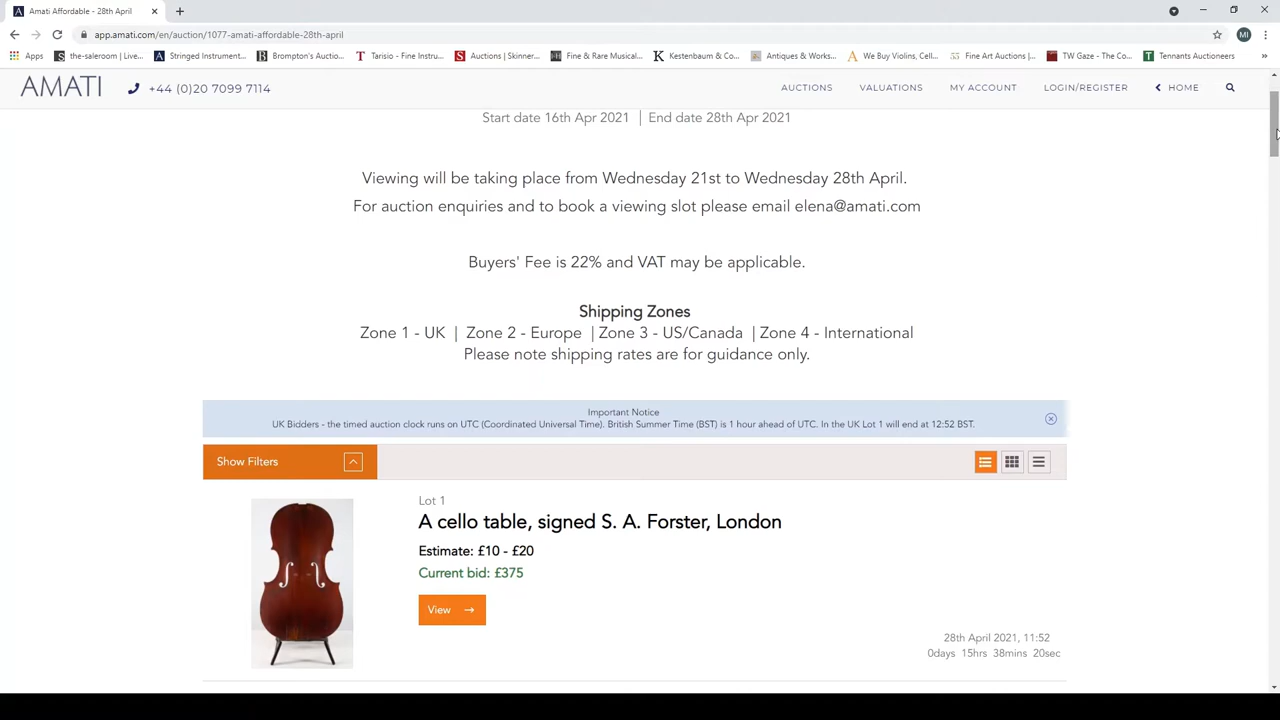 Amati Affordable - 28th April
app.amati.com/en/auction/1077-amati-affordable-28th-april
MI
Apps
the-saleroom | Live...
Stringed Instrument...
Brompton's Auctio...
Tarisio - Fine Instru...
Auctions | Skinner...
Fine & Rare Musical...
Kestenbaum & Com...
Antiques & Works...
We Buy Violins, Cell...
Fine Art Auctions |...
TW Gaze - The Co...
Tennants Auctioneers
AMATI
+44 (0)20 7099 7114
AUCTIONS
VALUATIONS
MY ACCOUNT
LOGIN/REGISTER
HOME
Start date 16th Apr 2021 | End date 28th Apr 2021
Viewing will be taking place from Wednesday 21st to Wednesday 28th April.
For auction enquiries and to book a viewing slot please email elena@amati.com
Buyers' Fee is 22% and VAT may be applicable.
Shipping Zones
Zone 1 - UK | Zone 2 - Europe | Zone 3 - US/Canada | Zone 4 - International
Please note shipping rates are for guidance only.
Important Notice
UK Bidders - the timed auction clock runs on UTC (Coordinated Universal Time). British Summer Time (BST) is 1 hour ahead of UTC. In the UK Lot 1 will end at 12:52 BST.
Show Filters
Lot 1
A cello table, signed S. A. Forster, London
Estimate: £10 - £20
Current bid: £375
View →
28th April 2021, 11:52
0days 15hrs 38mins 20sec